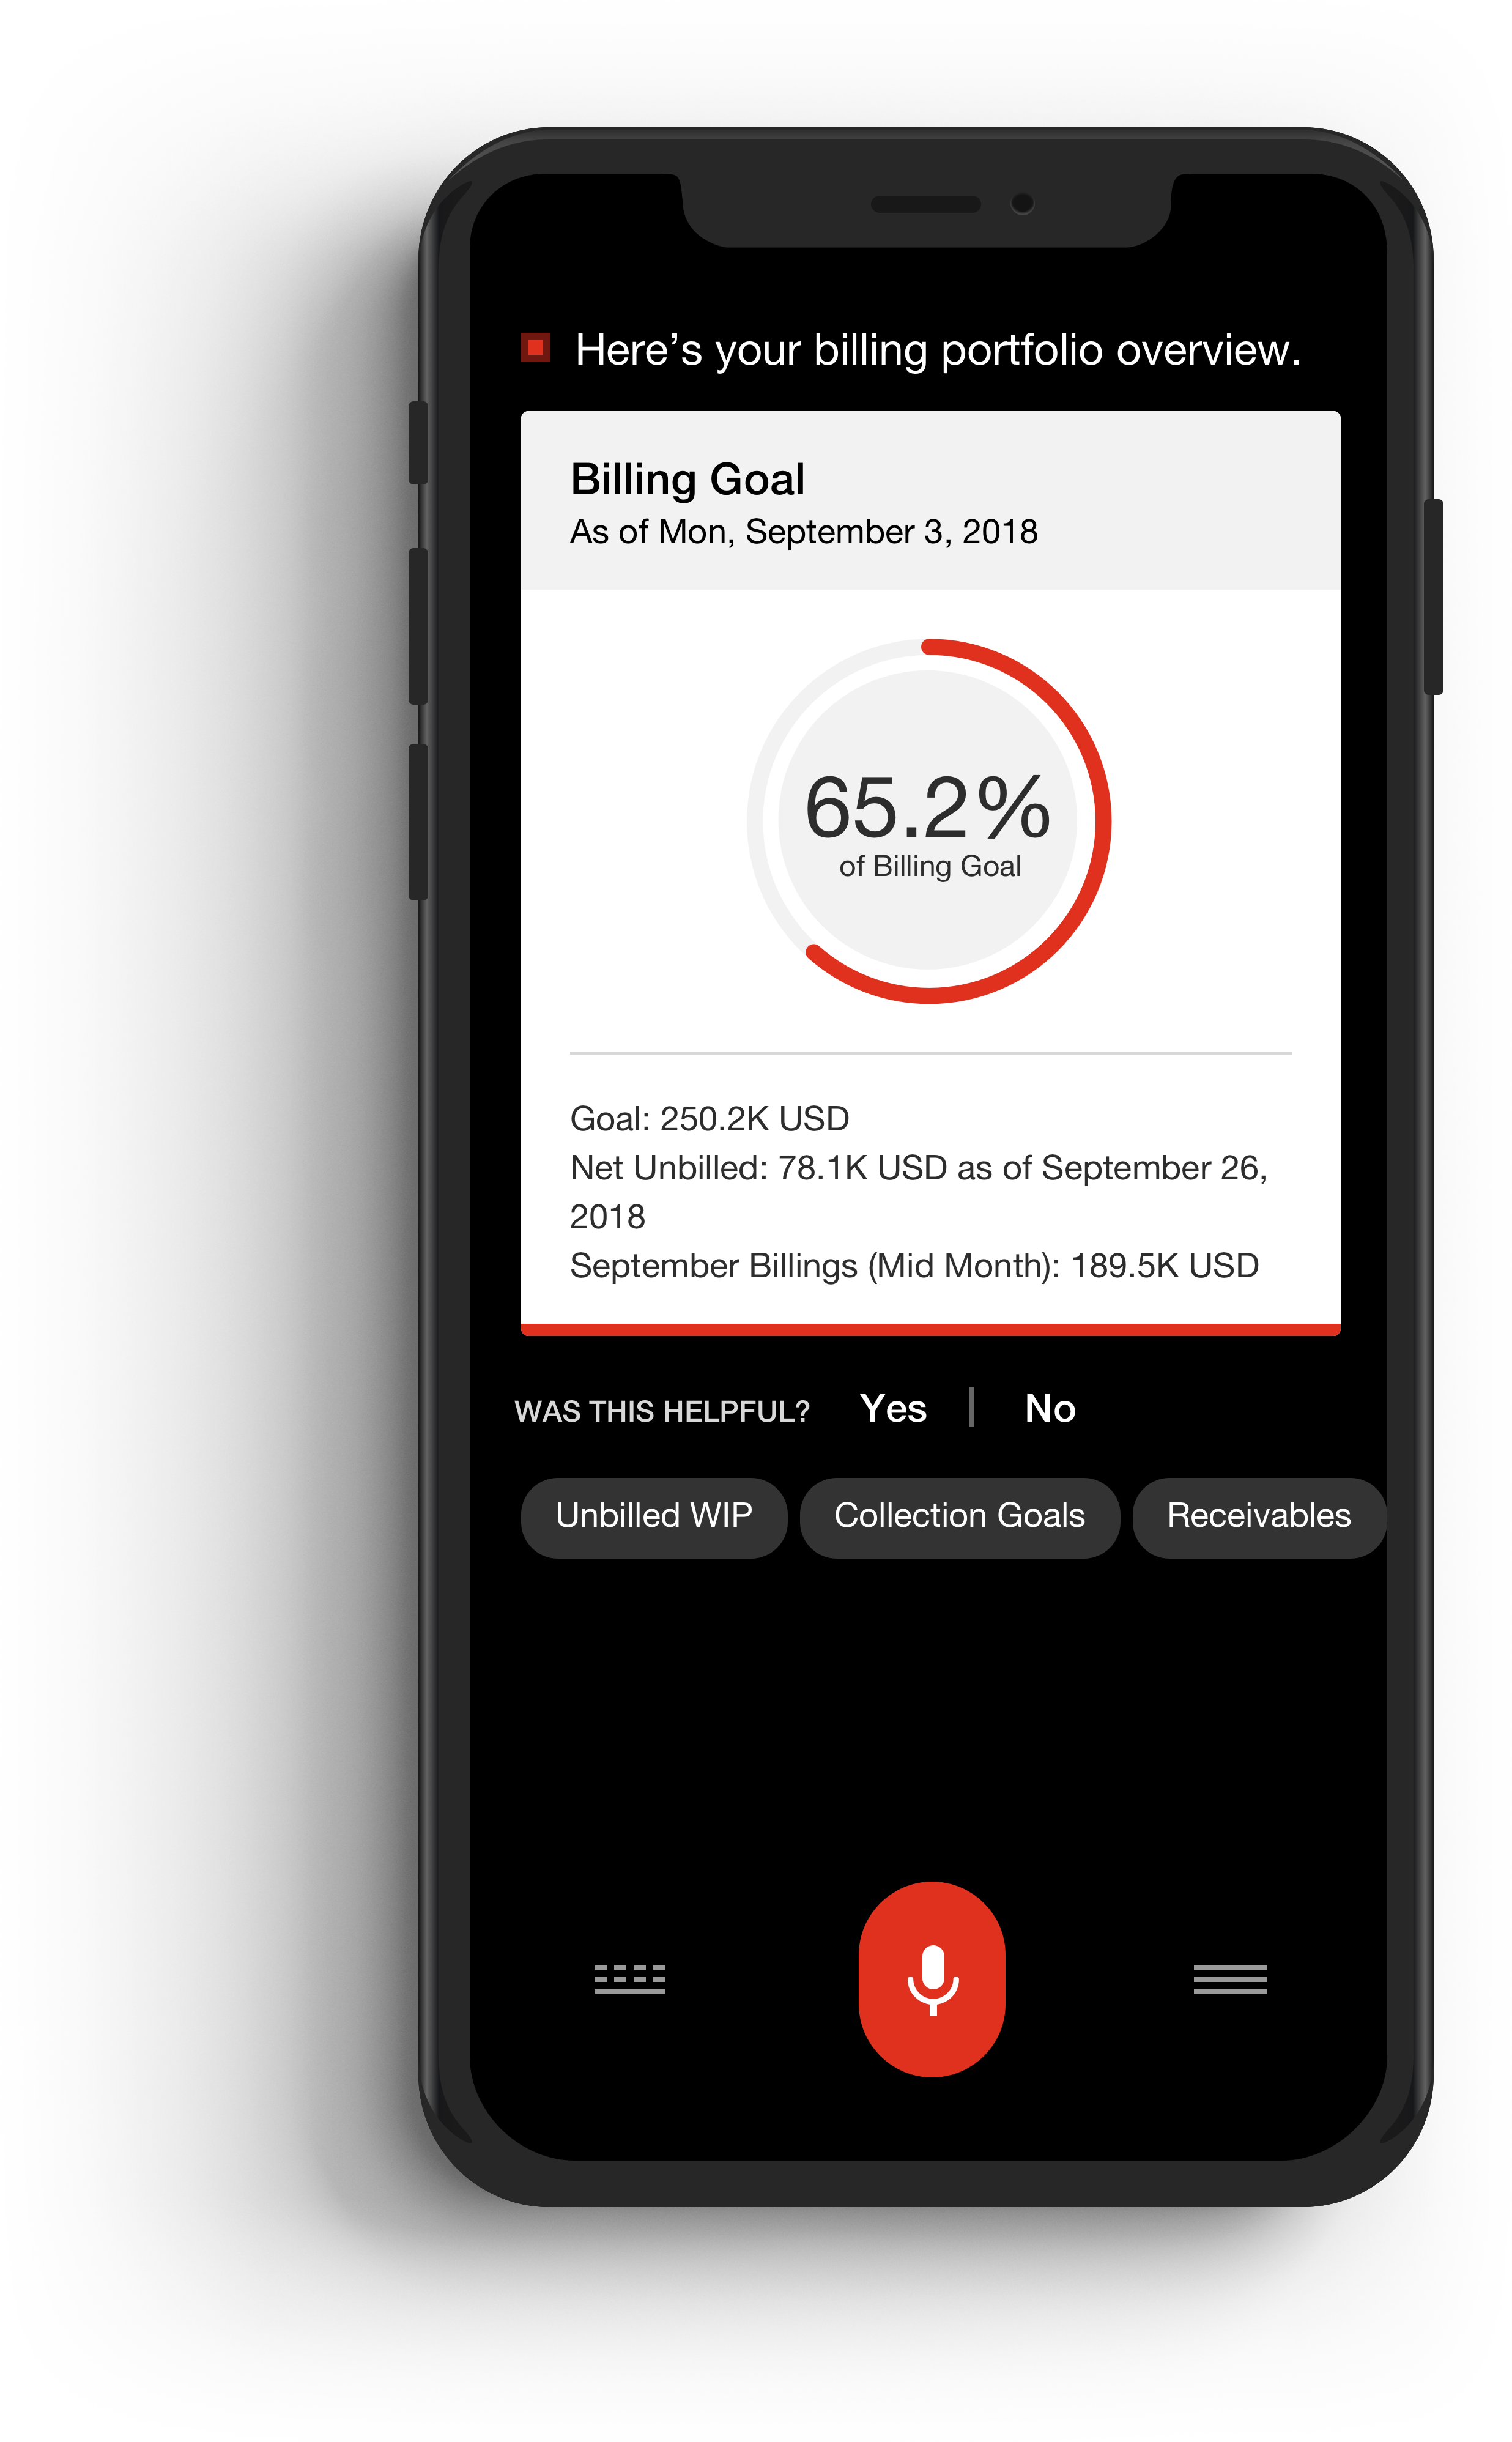 Here’s your billing portfolio overview.
Billing Goal
As of Mon, September 3, 2018
65.2%
of Billing Goal
Goal: 250.2K USD
Net Unbilled: 78.1K USD as of September 26,
2018
September Billings (Mid Month): 189.5K USD
WAS THIS HELPFUL? Yes | No
Unbilled WIP Collection Goals Receivables